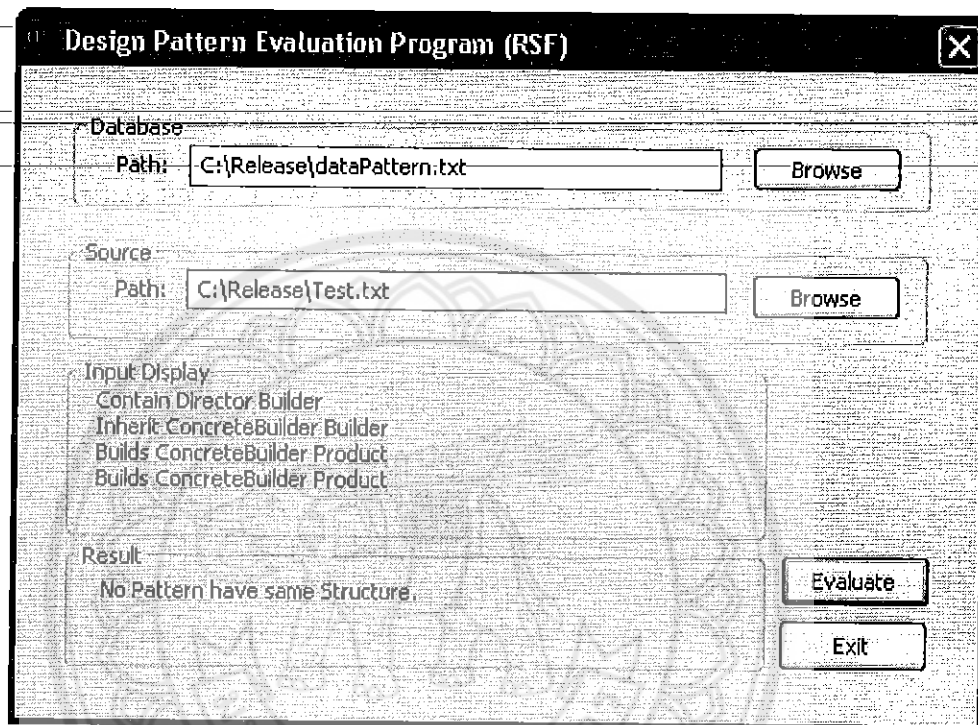 Design Pattern Evaluation Program (RSF)
Database
Path: C:\Release\dataPattern.txt Browse
Source
Path: C:\Release\Test.txt Browse
Input Display
Contain Director Builder
Inherit ConcreteBuilder Builder
Builds ConcreteBuilder Product
Builds ConcreteBuilder Product
Result
No Pattern have same Structure.
Evaluate
Exit